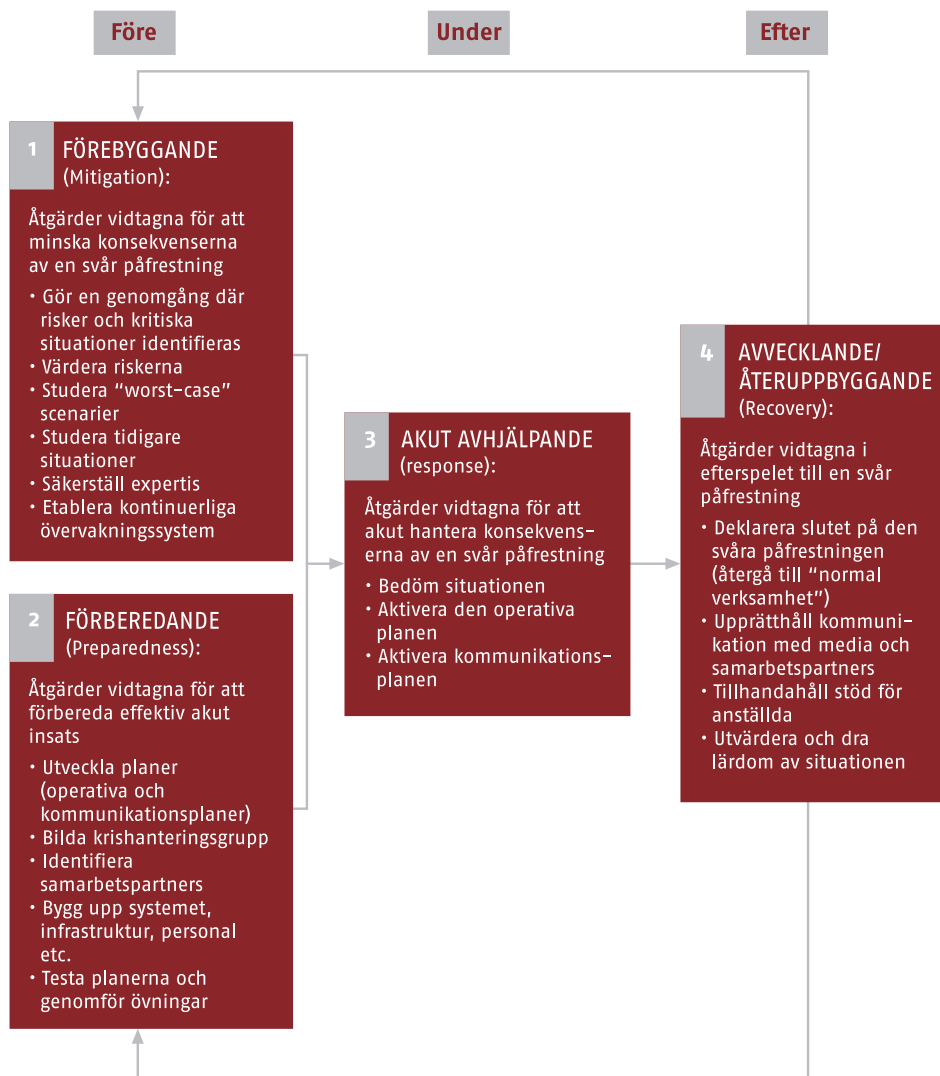 Före
Under
Efter
1
FÖREBYGGANDE
(Mitigation):
Åtgärder vidtagna för att
minska konsekvenserna
av en svår påfrestning
• Gör en genomgång där
risker och kritiska
situationer identifieras
• Värdera riskerna
• Studera “worst-case”
scenarier
• Studera tidigare
situationer
• Säkerställ expertis
• Etablera kontinuerliga
övervakningssystem
2
FÖRBEREDANDE
(Preparedness):
Åtgärder vidtagna för att
förbereda effektiv akut
insats
• Utveckla planer
(operativa och
kommunikationsplaner)
• Bilda krishanteringsgrupp
• Identifiera
samarbetspartners
• Bygg upp systemet,
infrastruktur, personal
etc.
• Testa planerna och
genomför övningar
3
AKUT AVHJÄLPANDE
(response):
Åtgärder vidtagna för att
akut hantera konsekvens-
erna av en svår påfrestning
• Bedöm situationen
• Aktivera den operativa
planen
• Aktivera kommunikations-
planen
4
AVVECKLANDE/
ÅTERUPPBYGGANDE
(Recovery):
Åtgärder vidtagna i
efterspelet till en svår
påfrestning
• Deklarera slutet på den
svåra påfrestningen
(återgå till “normal
verksamhet”)
• Upprätthåll kommuni-
kation med media och
samarbetspartners
• Tillhandahåll stöd för
anställda
• Utvärdera och dra
lärdom av situationen